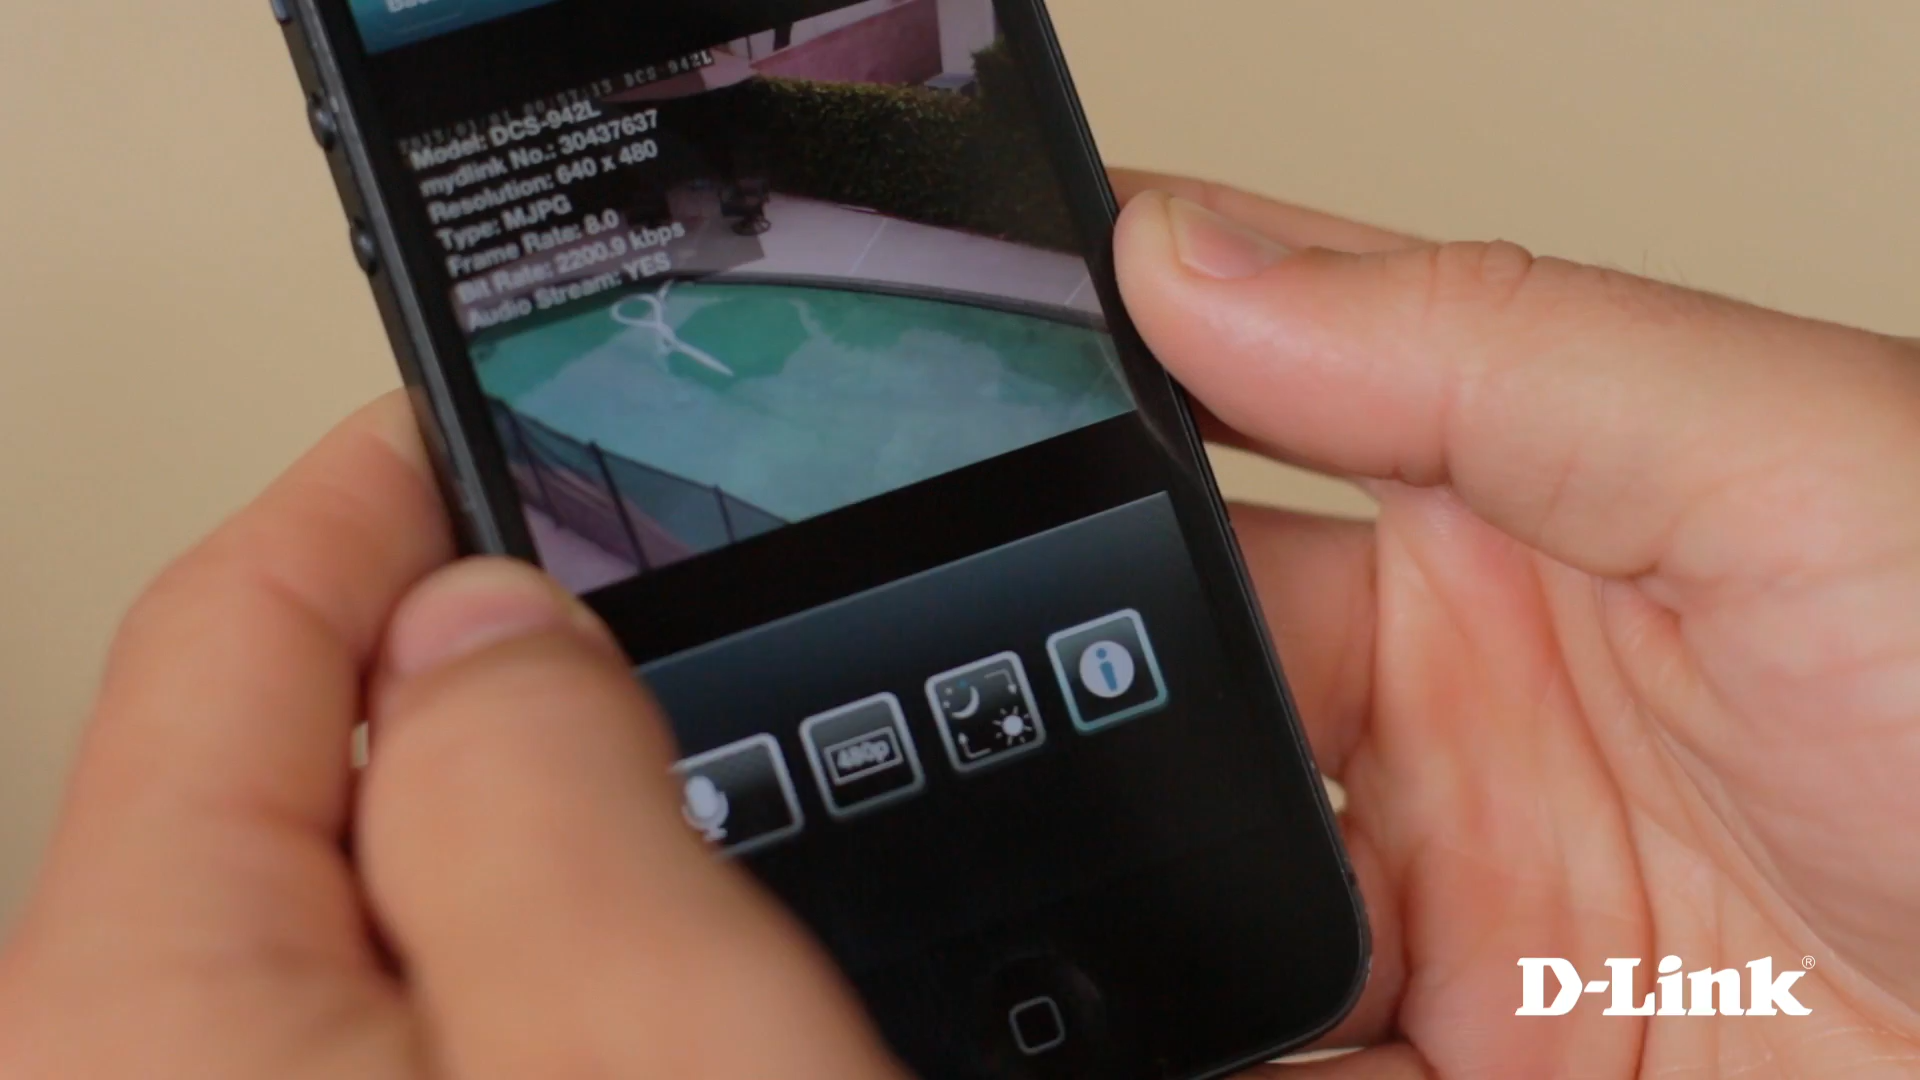 DCS-942L
Model: DCS-942L
mydlink No.: 30437637
Resolution: 640 x 480
Type: MJPG
Frame Rate: 8.0
Bit Rate: 2200.9 kbps
Audio Stream: YES
480p
D-Link®